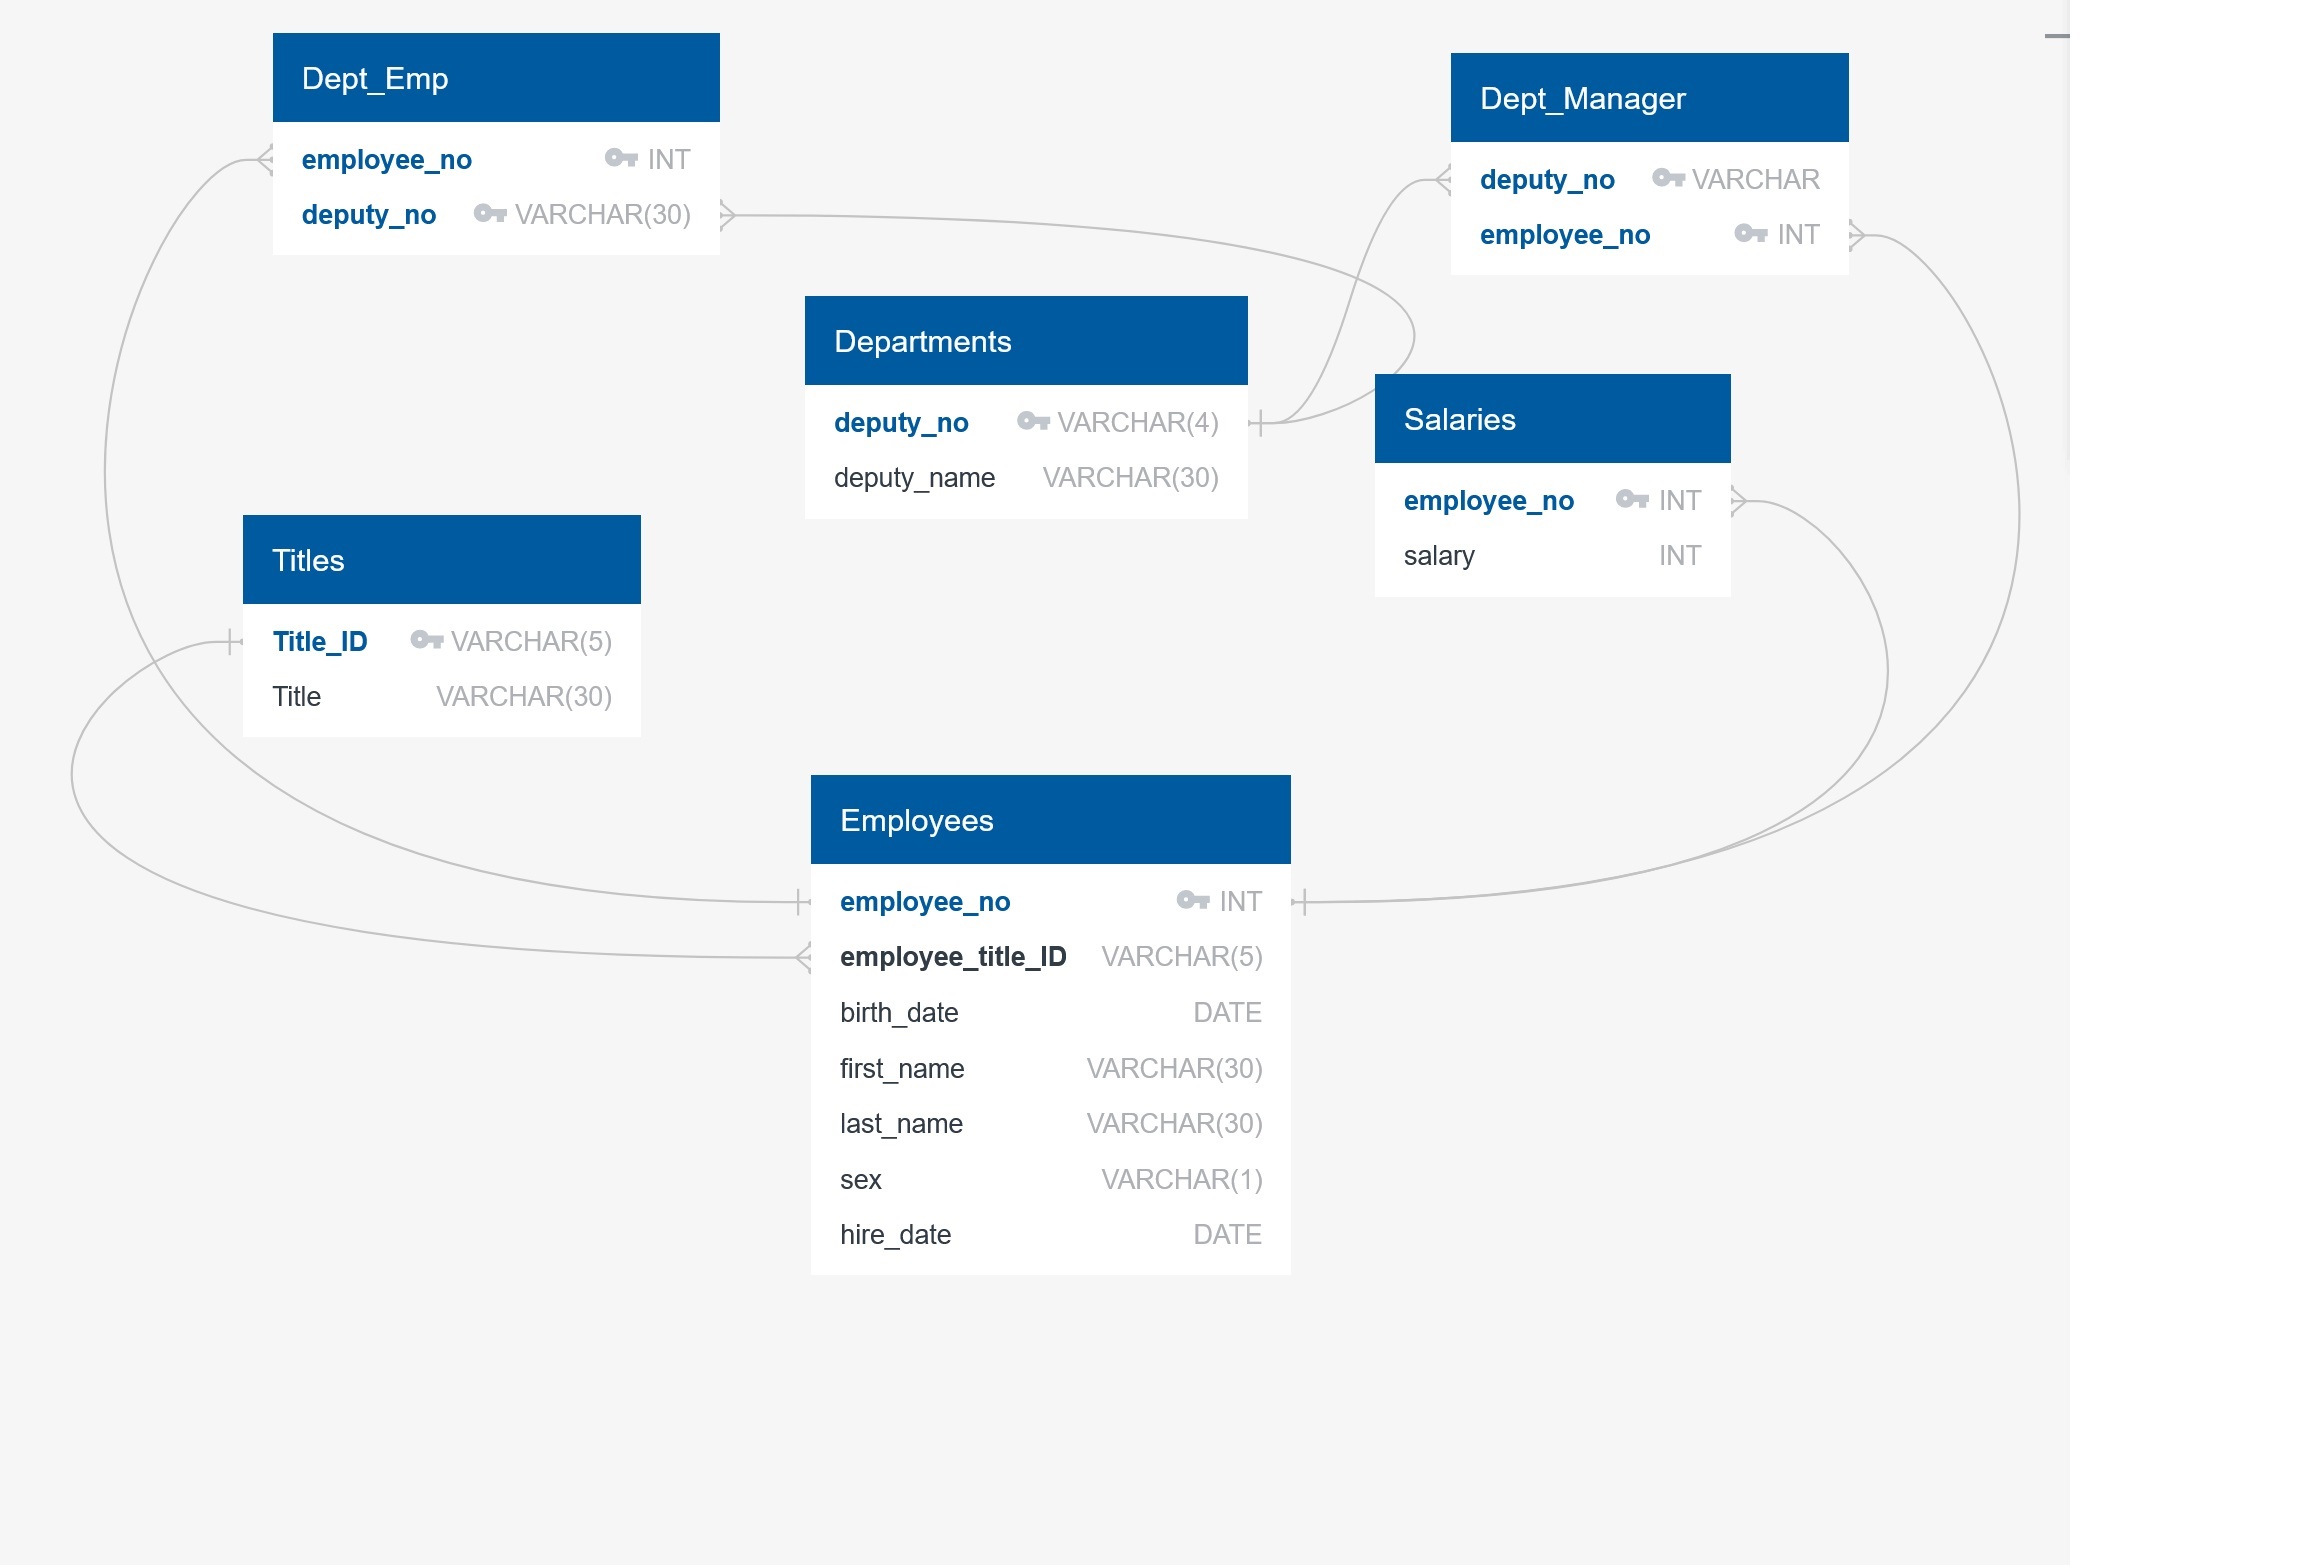 Dept_Emp
employee_no INT
deputy_no VARCHAR(30)
Dept_Manager
deputy_no VARCHAR
employee_no INT
Departments
deputy_no VARCHAR(4)
deputy_name VARCHAR(30)
Salaries
employee_no INT
salary INT
Titles
Title_ID VARCHAR(5)
Title VARCHAR(30)
Employees
employee_no INT
employee_title_ID VARCHAR(5)
birth_date DATE
first_name VARCHAR(30)
last_name VARCHAR(30)
sex VARCHAR(1)
hire_date DATE